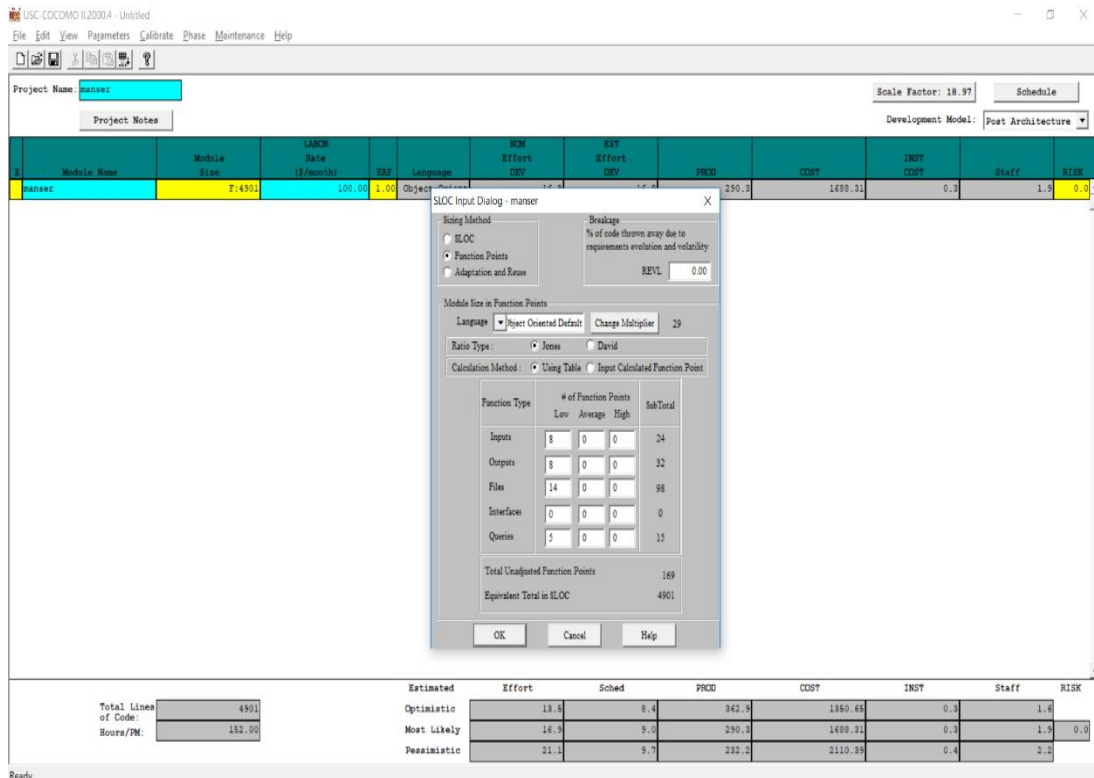 USC-COCOMO II.2000.4 - Untitled
File Edit View Parameters Calibrate Phase Maintenance Help
Project Name: manser
Scale Factor: 18.97 Schedule
Project Notes
Development Model: Post Architecture
X Module Name Module Size LABOR Rate ($/month) EAF Language NOM Effort DEV EST Effort DEV PROD COST INST COST Staff RISK
manser F:4901 100.00 1.00 290.3 1688.31 0.3 1.9 0.0
SLOC Input Dialog - manser X
Sizing Method
SLOC
Function Points
Adaptation and Reuse
Breakage
% of code thrown away due to
requirements evolution and volatility
REVL 0.00
Module Size in Function Points
Language Object Oriented Default Change Multiplier 29
Ratio Type : Jones David
Calculation Method : Using Table Input Calculated Function Point
Function Type # of Function Points SubTotal
Low Average High
Inputs 8 0 0 24
Outputs 8 0 0 32
Files 14 0 0 98
Interfaces 0 0 0 0
Queries 5 0 0 15
Total Unadjusted Function Points 169
Equivalent Total in SLOC 4901
OK Cancel Help
Estimated Effort Sched PROD COST INST Staff RISK
Total Lines of Code: 4901
Hours/PM: 152.00
Optimistic 13.5 8.4 362.9 1350.65 0.3 1.6
Most Likely 16.9 9.0 290.3 1688.31 0.3 1.9 0.0
Pessimistic 21.1 9.7 232.2 2110.39 0.4 2.2
Ready